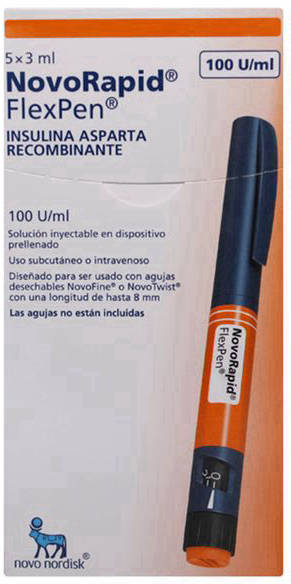 5 × 3 ml
100 U/ml
NovoRapid®
FlexPen®
INSULINA ASPARTA
RECOMBINANTE
100 U/ml
Solución inyectable en dispositivo
prellenado
Uso subcutáneo o intravenoso
Diseñado para ser usado con agujas
desechables NovoFine® o NovoTwist®
con una longitud de hasta 8 mm
Las agujas no están incluidas
NovoRapid®
FlexPen®
novo nordisk®